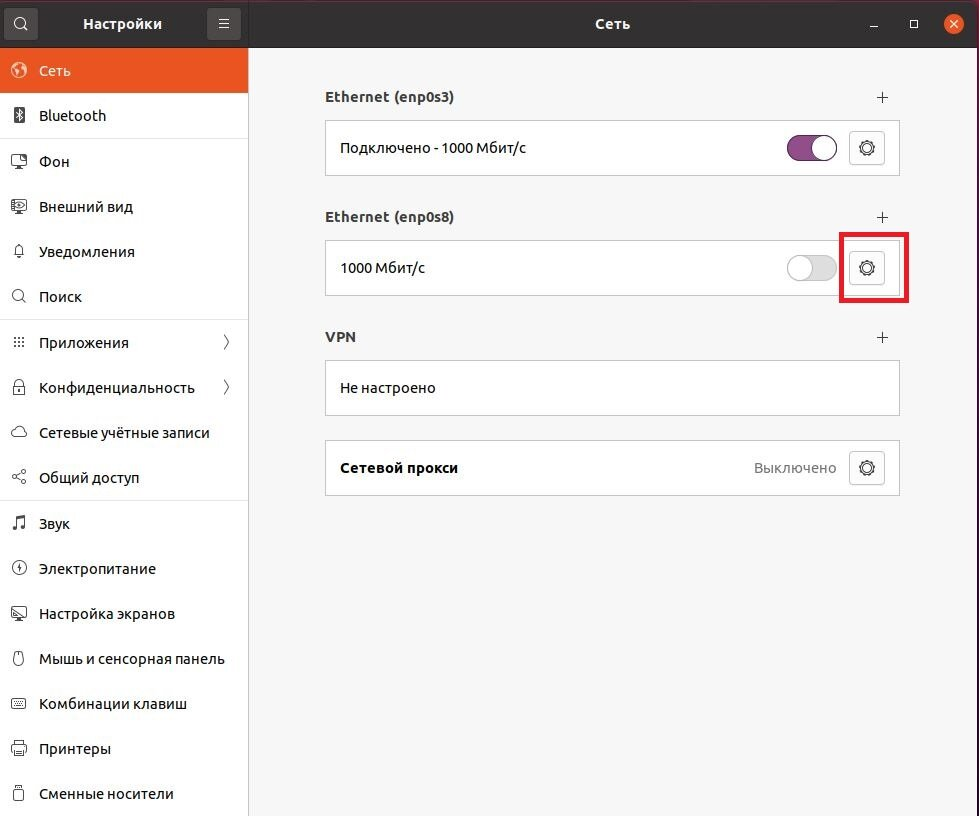 Настройки
Сеть
Сеть
Bluetooth
Фон
Внешний вид
Уведомления
Поиск
Приложения
Конфиденциальность
Сетевые учётные записи
Общий доступ
Звук
Электропитание
Настройка экранов
Мышь и сенсорная панель
Комбинации клавиш
Принтеры
Сменные носители
Ethernet (enp0s3)
Подключено - 1000 Мбит/с
Ethernet (enp0s8)
1000 Мбит/с
VPN
Не настроено
Сетевой прокси Выключено